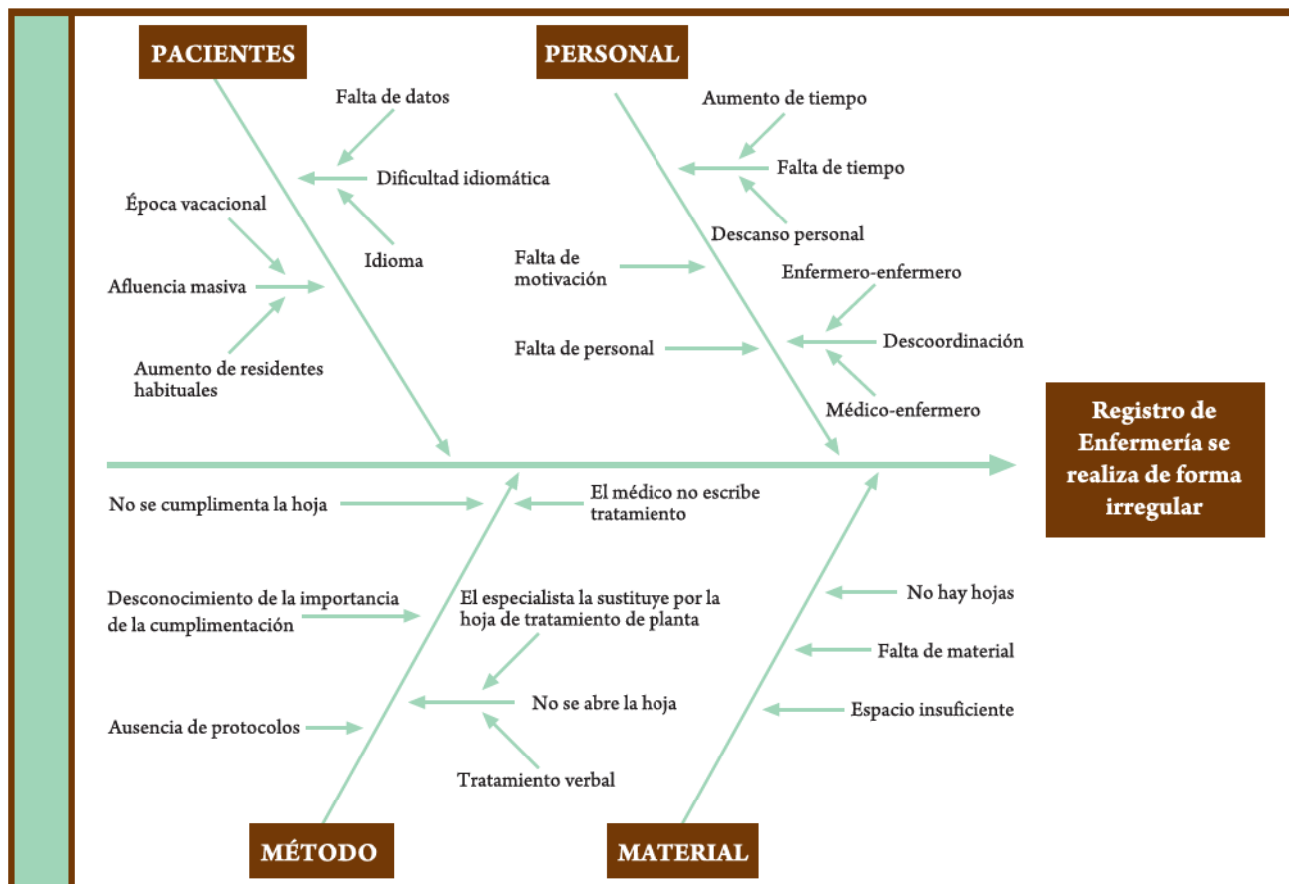 PACIENTES
PERSONAL
Falta de datos
Dificultad idiomática
Idioma
Época vacacional
Afluencia masiva
Aumento de residentes
habituales
Aumento de tiempo
Falta de tiempo
Descanso personal
Falta de
motivación
Enfermero-enfermero
Falta de personal
Descoordinación
Médico-enfermero
Registro de
Enfermería se
realiza de forma
irregular
No se cumplimenta la hoja
El médico no escribe
tratamiento
Desconocimiento de la importancia
de la cumplimentación
El especialista la sustituye por la
hoja de tratamiento de planta
No se abre la hoja
Ausencia de protocolos
Tratamiento verbal
No hay hojas
Falta de material
Espacio insuficiente
MÉTODO
MATERIAL